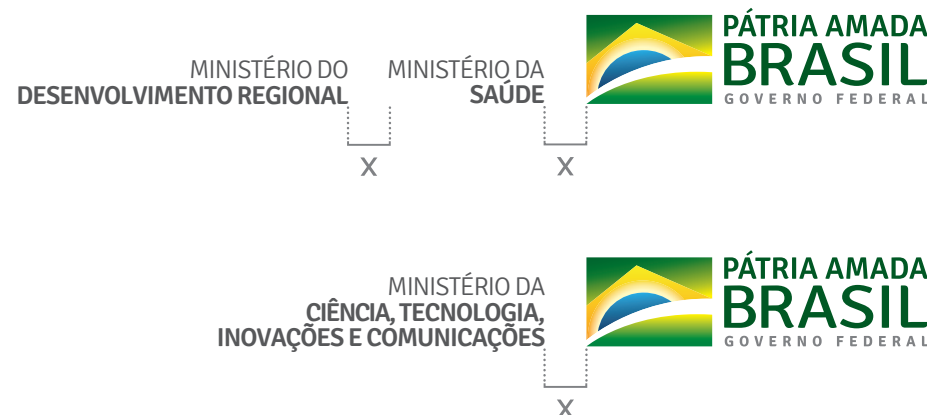 MINISTÉRIO DO
DESENVOLVIMENTO REGIONAL
MINISTÉRIO DA
SAÚDE
PÁTRIA AMADA
BRASIL
GOVERNO FEDERAL
X
X
MINISTÉRIO DA
CIÊNCIA, TECNOLOGIA,
INOVAÇÕES E COMUNICAÇÕES
PÁTRIA AMADA
BRASIL
GOVERNO FEDERAL
X